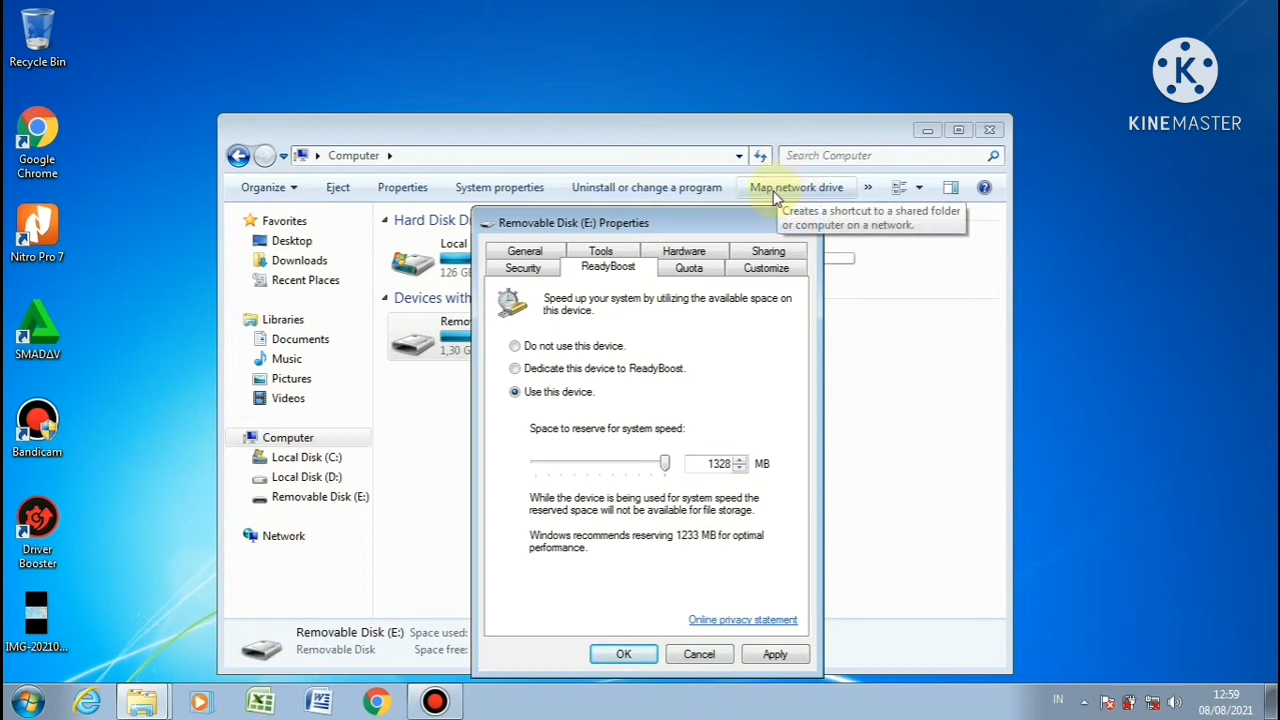 Recycle Bin
Google
Chrome
Nitro Pro 7
SMADΔV
Bandicam
Driver
Booster
IMG-20210...
K
KINEMASTER
Computer
Search Computer
Organize
Eject
Properties
System properties
Uninstall or change a program
Map network drive
»
Creates a shortcut to a shared folder
or computer on a network.
Favorites
Desktop
Downloads
Recent Places
Libraries
Documents
Music
Pictures
Videos
Computer
Local Disk (C:)
Local Disk (D:)
Removable Disk (E:)
Network
Hard Disk D
Local
126 GB
Devices with
Remov
1,30 G
Removable Disk (E:) Properties
General
Tools
Hardware
Sharing
Security
ReadyBoost
Quota
Customize
Speed up your system by utilizing the available space on
this device.
Do not use this device.
Dedicate this device to ReadyBoost.
Use this device.
Space to reserve for system speed:
1328 MB
While the device is being used for system speed the
reserved space will not be available for file storage.
Windows recommends reserving 1233 MB for optimal
performance.
Online privacy statement
OK
Cancel
Apply
Removable Disk (E:) Space used:
Removable Disk Space free:
IN
12:59
08/08/2021